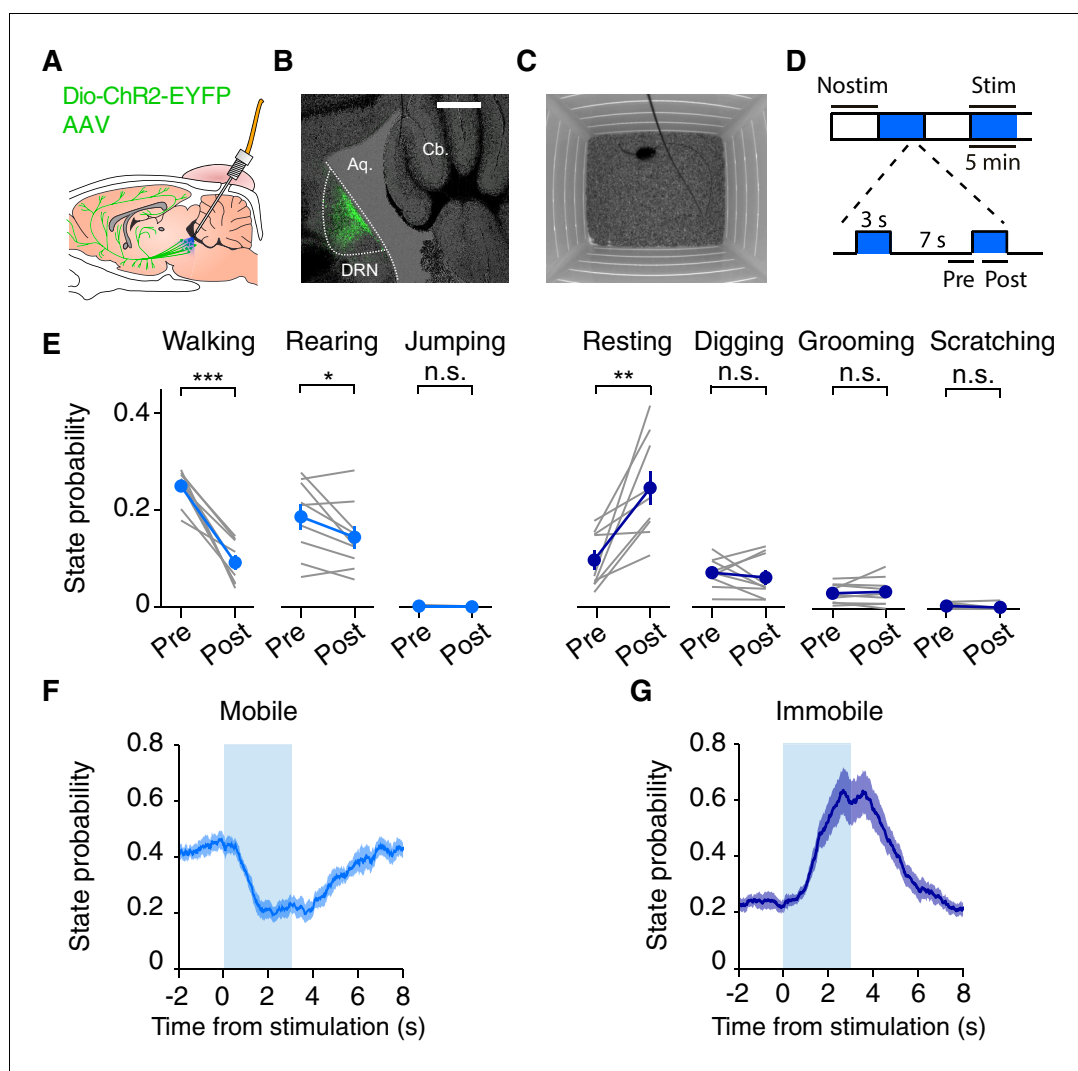 A
Dio-ChR2-EYFP
AAV
B
Aq.
Cb.
DRN
C
D
Nostim
Stim
5 min
3 s
7 s
Pre
Post
E
Walking
Rearing
Jumping
Resting
Digging
Grooming
Scratching
***
*
n.s.
**
n.s.
n.s.
n.s.
State probability
0.4
0.2
0
Pre
Post
Pre
Post
Pre
Post
Pre
Post
Pre
Post
Pre
Post
Pre
Post
F
Mobile
State probability
0.8
0.6
0.4
0.2
0
-2
0
2
4
6
8
Time from stimulation (s)
G
Immobile
State probability
0.8
0.6
0.4
0.2
0
-2
0
2
4
6
8
Time from stimulation (s)